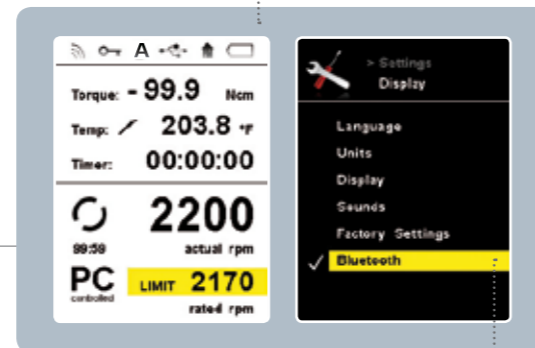 A
Torque: - 99.9 Ncm
Temp: 203.8 °F
Timer: 00:00:00
2200
99:59 actual rpm
PC LIMIT 2170
controlled rated rpm
> Settings
Display
Language
Units
Display
Sounds
Factory Settings
Bluetooth